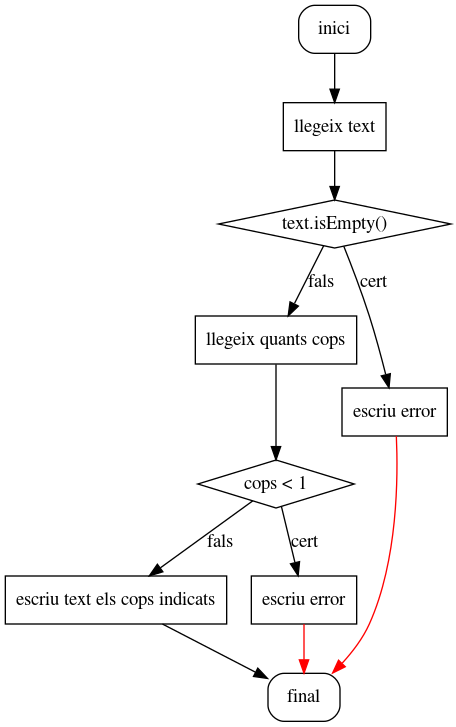 inici
llegeix text
text.isEmpty()
fals
cert
llegeix quants cops
escriu error
cops < 1
fals
cert
escriu text els cops indicats
escriu error
final